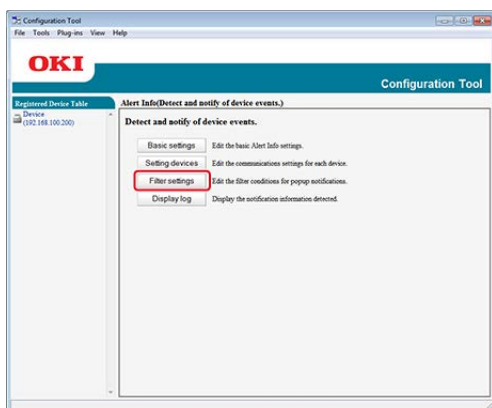 Configuration Tool
File Tools Plug-ins View Help
OKI
Configuration Tool
Registered Device Table
Device
(192.168.100.200)
Alert Info(Detect and notify of device events.)
Detect and notify of device events.
Basic settings Edit the basic Alert Info settings.
Setting devices Edit the communications settings for each device.
Filter settings Edit the filter conditions for popup notifications.
Display log Display the notification information detected.